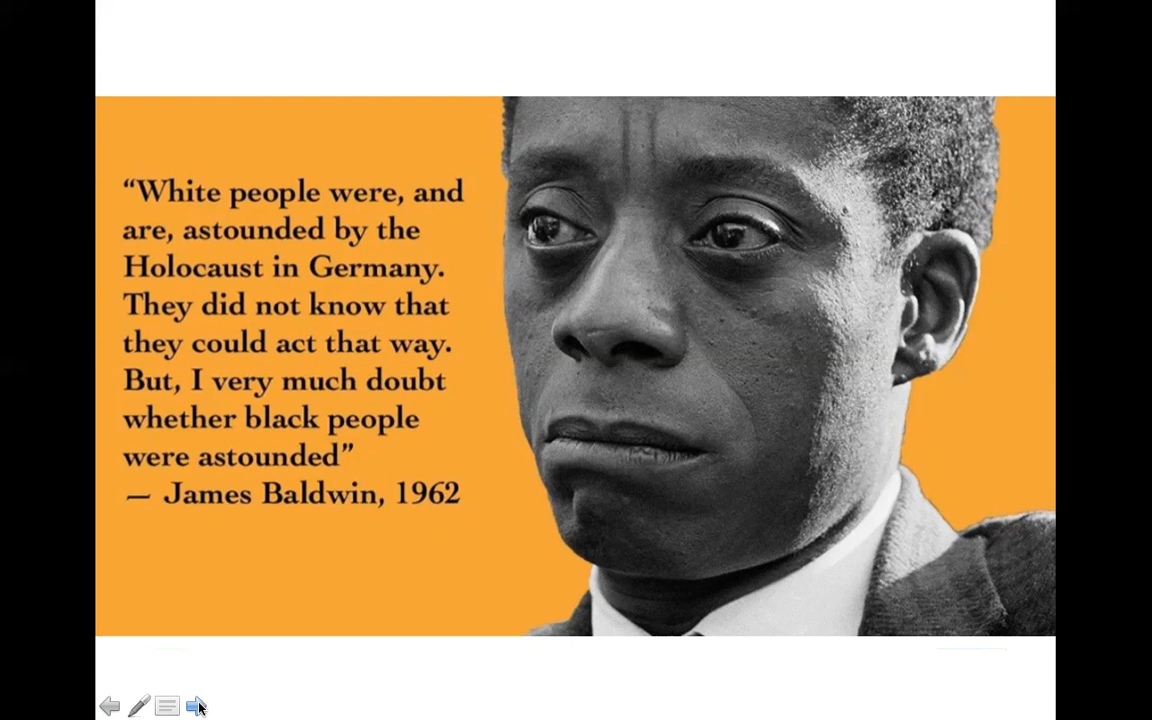 “White people were, and
are, astounded by the
Holocaust in Germany.
They did not know that
they could act that way.
But, I very much doubt
whether black people
were astounded”
— James Baldwin, 1962